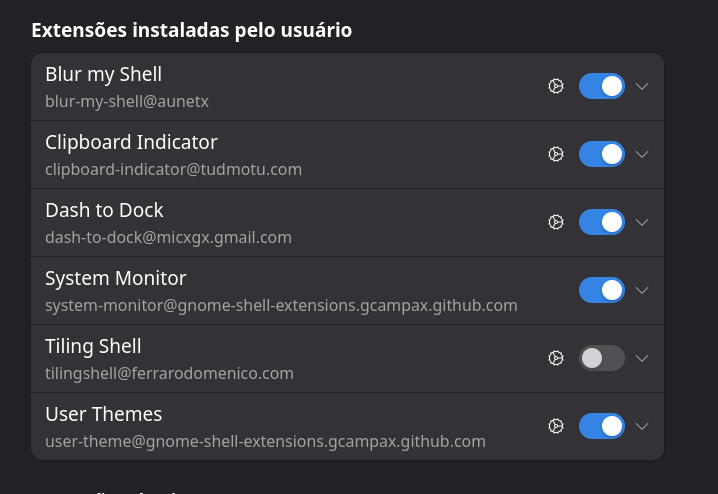 Extensões instaladas pelo usuário
Blur my Shell
blur-my-shell@aunetx
Clipboard Indicator
clipboard-indicator@tudmotu.com
Dash to Dock
dash-to-dock@micxgx.gmail.com
System Monitor
system-monitor@gnome-shell-extensions.gcampax.github.com
Tiling Shell
tilingshell@ferrarodomenico.com
User Themes
user-theme@gnome-shell-extensions.gcampax.github.com